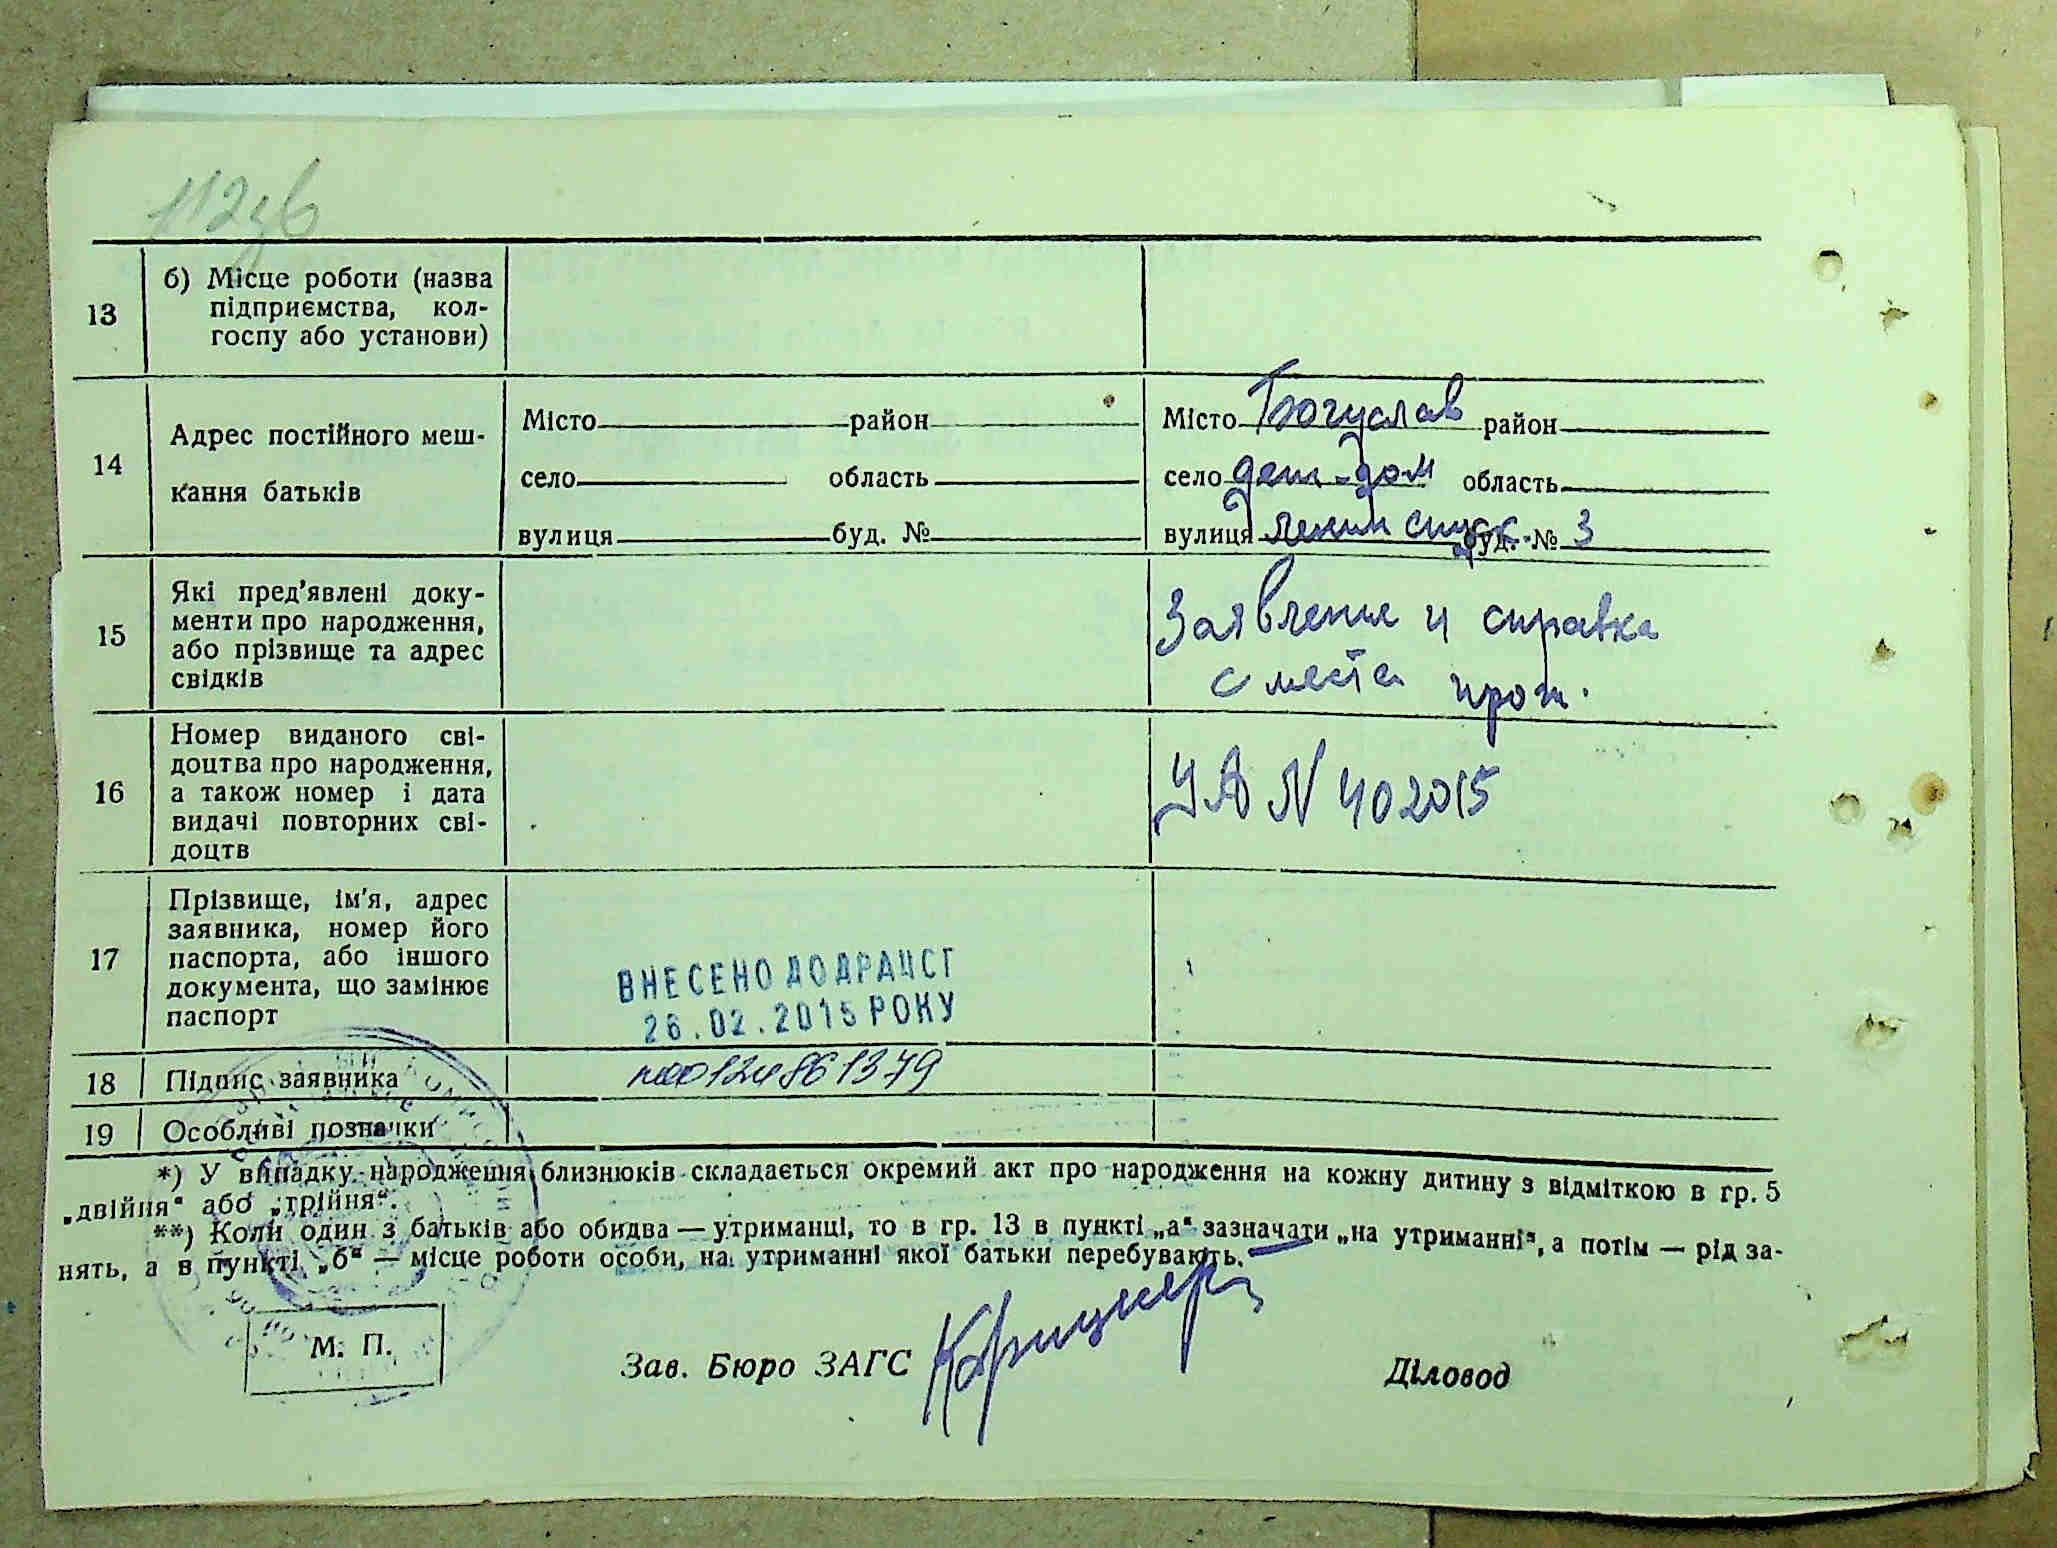 112зв
13 б) Місце роботи (назва
підприємства, кол-
госпу або установи)
14 Адрес постійного меш-
кання батьків
Місто район
село область
вулиця буд. №
Місто Богуслав район
село дет-дом область
вулиця буд. № 3
15 Які пред'явлені доку-
менти про народження,
або прізвище та адрес
свідків
Заявление и справка
с места прож.
16 Номер виданого сві-
доцтва про народження,
а також номер і дата
видачі повторних сві-
доцтв
УА N 402015
17 Прізвище, ім'я, адрес
заявника, номер його
паспорта, або іншого
документа, що замінює
паспорт
ВНЕСЕНО ДО ДРАЦСГ
26.02.2015 РОКУ
18 Підпис заявника
00124861379
19 Особливі позначки
*) У випадку народження близнюків складається окремий акт про народження на кожну дитину з відміткою в гр. 5
„двійня“ або „трійня“.
**) Коли один з батьків або обидва — утриманці, то в гр. 13 в пункті „а“ зазначати „на утриманні“, а потім — рід за-
нять, а в пункті „б“ — місце роботи особи, на утриманні якої батьки перебувають.
М. П.
Зав. Бюро ЗАГС
Діловод